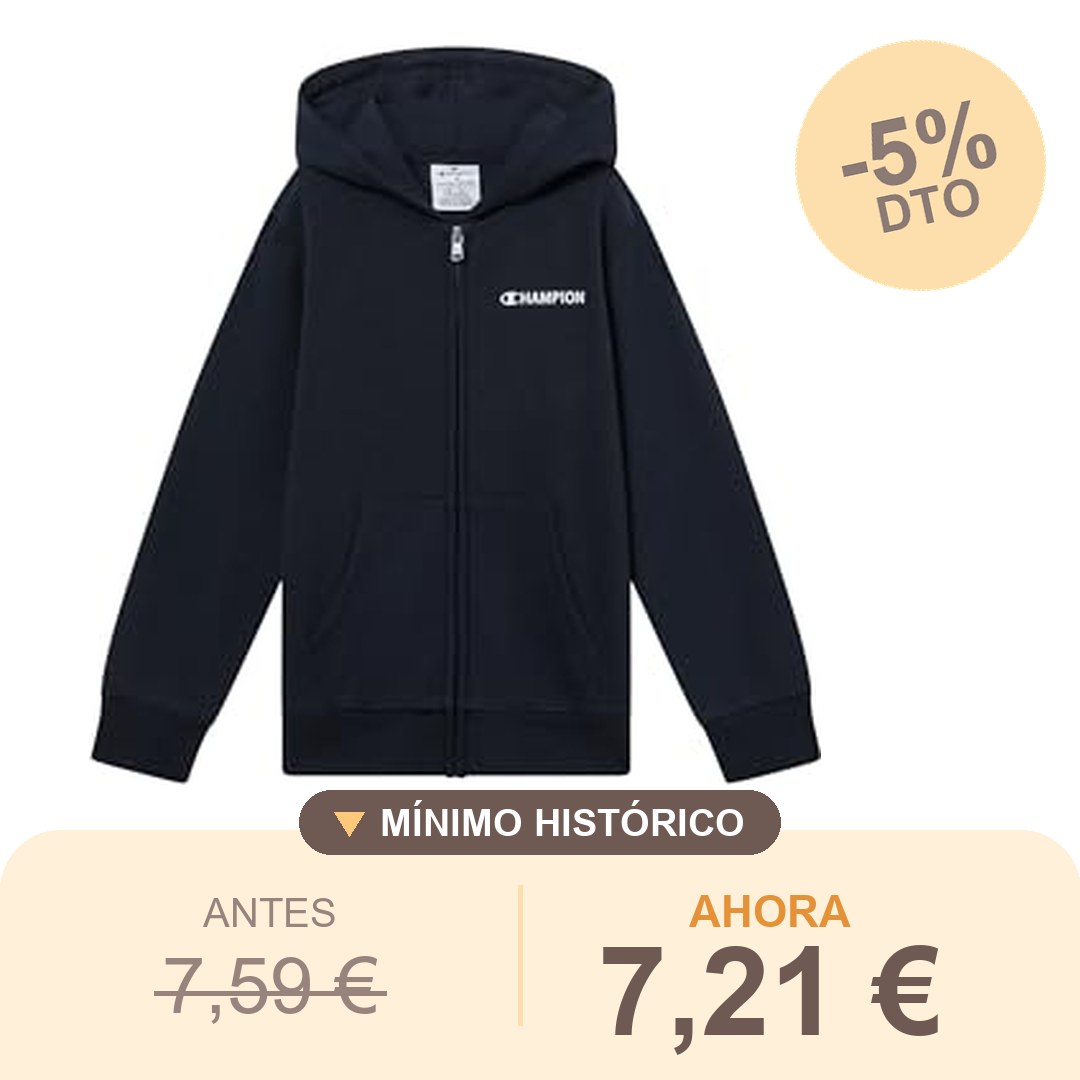 -5%
DTO
CHAMPION
MÍNIMO HISTÓRICO
ANTES
7,59 €
AHORA
7,21 €